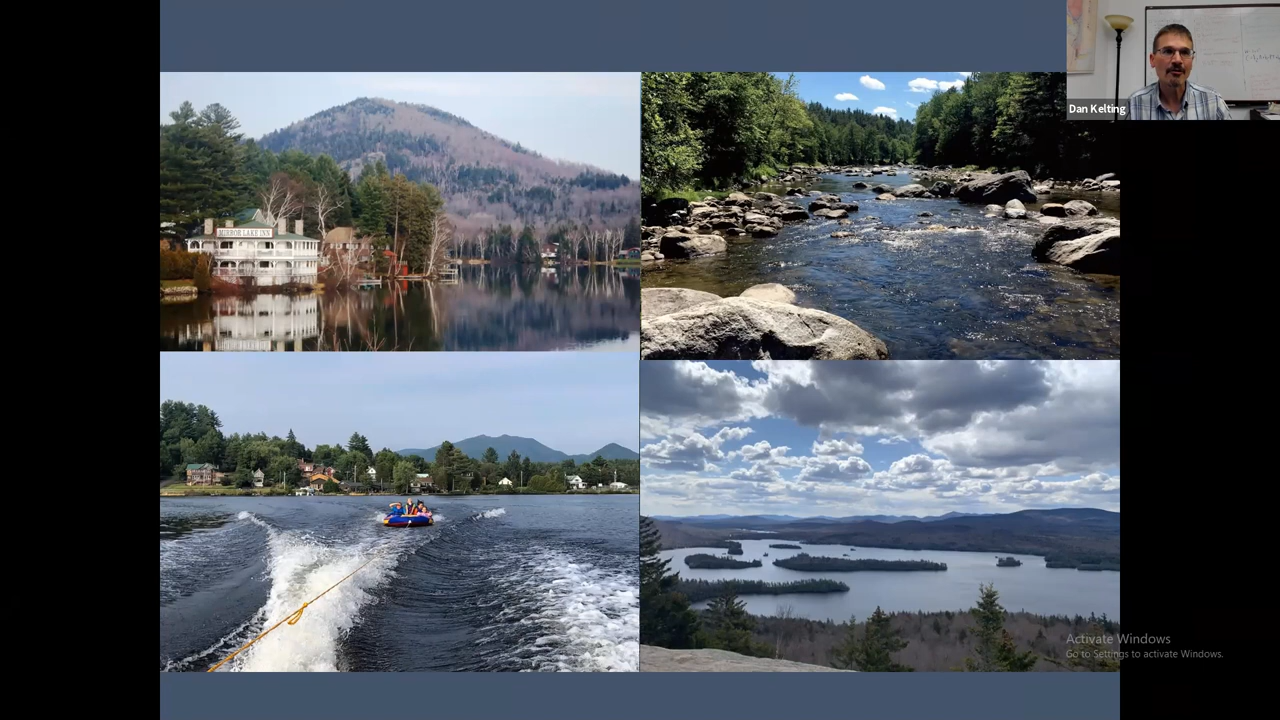 Dan Kelting
MIRROR LAKE INN
Activate Windows
Go to Settings to activate Windows.